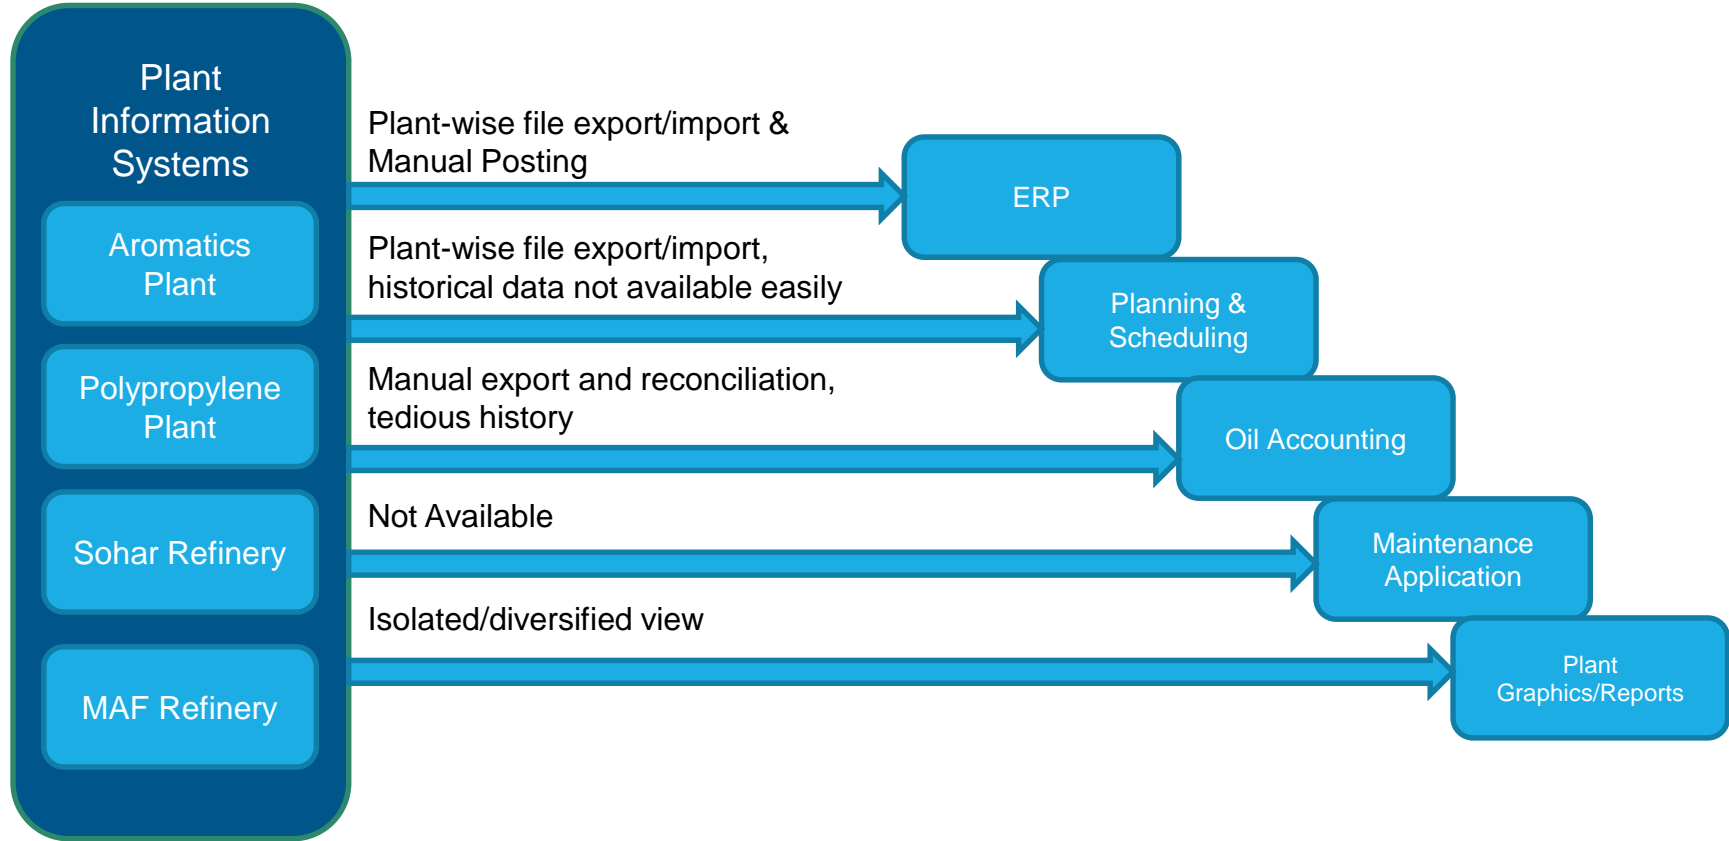 Plant
Information
Systems
Aromatics
Plant
Polypropylene
Plant
Sohar Refinery
MAF Refinery
Plant-wise file export/import &
Manual Posting
Plant-wise file export/import,
historical data not available easily
Manual export and reconciliation,
tedious history
Not Available
Isolated/diversified view
ERP
Planning &
Scheduling
Oil Accounting
Maintenance
Application
Plant
Graphics/Reports